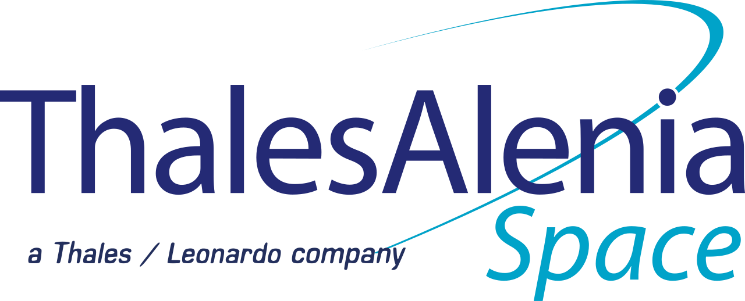 ThalesAlenia
Space
a Thales / Leonardo company